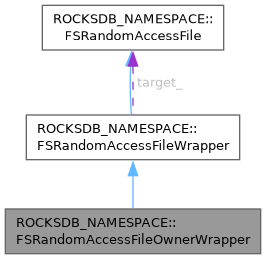 ROCKSDB_NAMESPACE::
FSRandomAccessFile
target_
ROCKSDB_NAMESPACE::
FSRandomAccessFileWrapper
ROCKSDB_NAMESPACE::
FSRandomAccessFileOwnerWrapper